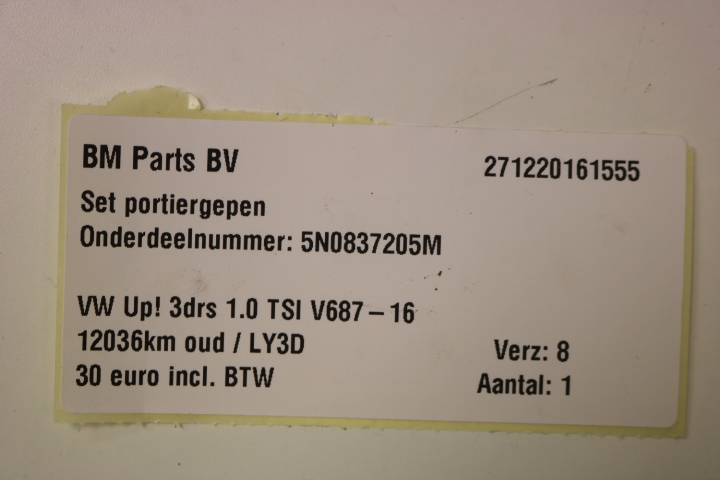 BM Parts BV 271220161555
Set portiergepen
Onderdeelnummer: 5N0837205M
VW Up! 3drs 1.0 TSI V687-16
12036km oud / LY3D Verz: 8
30 euro incl. BTW Aantal: 1